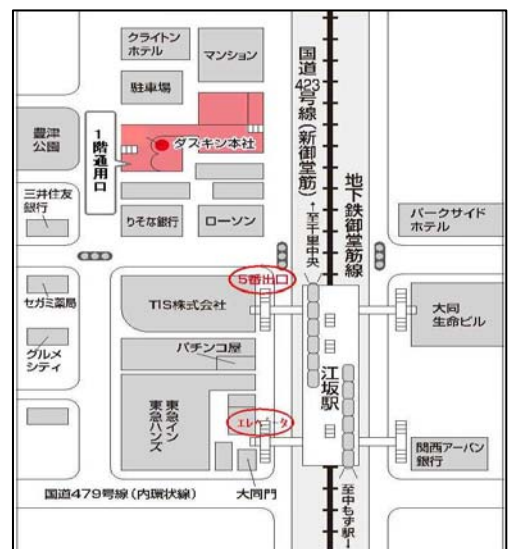 クライトン
ホテル
マンション
駐車場
豊津
公園
1階通用口
ダスキン本社
三井住友
銀行
りそな銀行
ローソン
国道423号線(新御堂筋)
↑至千里中央
地下鉄御堂筋線
パークサイド
ホテル
5番出口
セガミ薬局
TIS株式会社
大同
生命ビル
グルメ
シティ
パチンコ屋
江坂駅
東急イン
東急ハンズ
エレベータ
関西アーバン
銀行
国道479号線(内環状線)
大同門
至中もず駅↓